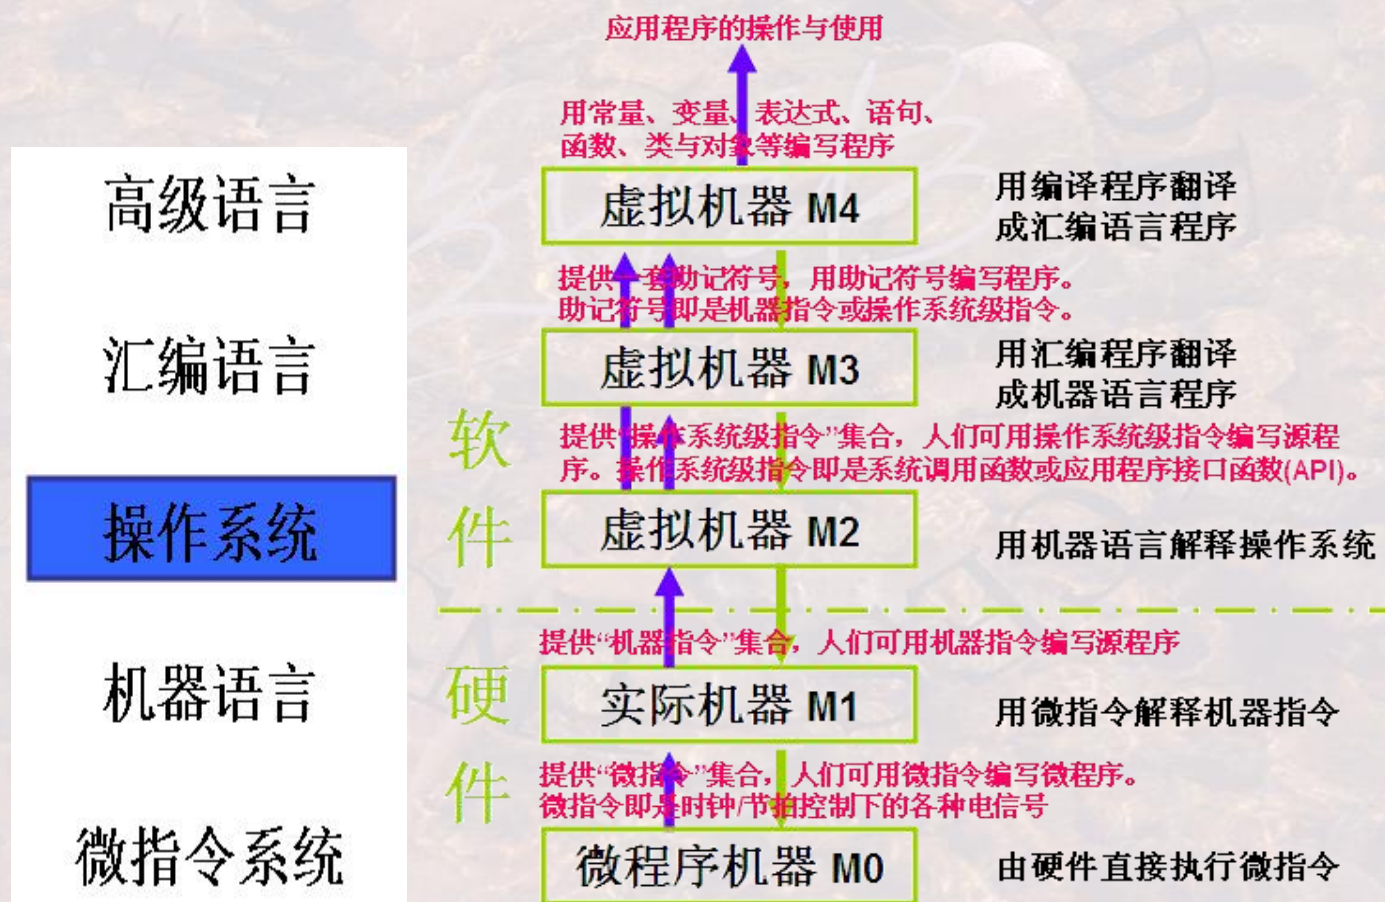 应用程序的操作与使用
用常量、变量、表达式、语句、
函数、类与对象等编写程序
高级语言
虚拟机器 M4
用编译程序翻译
成汇编语言程序
提供一套助记符号，用助记符号编写程序。
助记符号即是机器指令或操作系统级指令。
汇编语言
虚拟机器 M3
用汇编程序翻译
成机器语言程序
软件
提供“操作系统级指令”集合，人们可用操作系统级指令编写源程
序。操作系统级指令即是系统调用函数或应用程序接口函数(API)。
操作系统
虚拟机器 M2
用机器语言解释操作系统
提供“机器指令”集合，人们可用机器指令编写源程序
机器语言
硬件
实际机器 M1
用微指令解释机器指令
提供“微指令”集合，人们可用微指令编写微程序。
微指令即是时钟/节拍控制下的各种电信号
微指令系统
微程序机器 M0
由硬件直接执行微指令